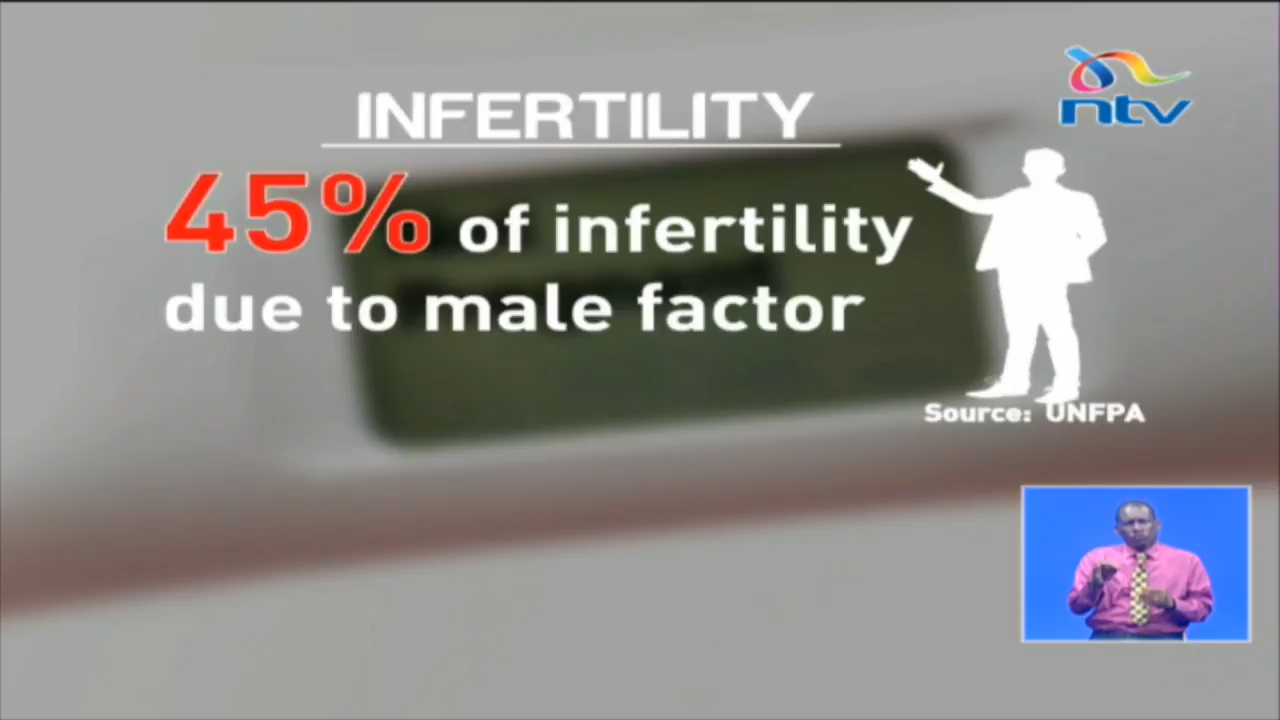 INFERTILITY
ntv
45% of infertility
due to male factor
Source: UNFPA